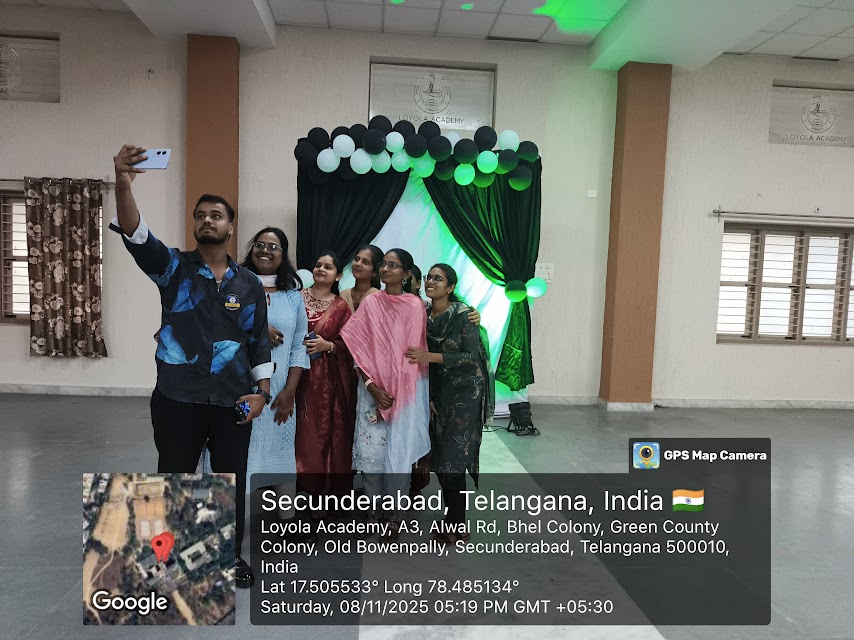 LOYOLA ACADEMY
LOYOLA ACADEMY
GPS Map Camera
Secunderabad, Telangana, India
Loyola Academy, A3, Alwal Rd, Bhel Colony, Green County
Colony, Old Bowenpally, Secunderabad, Telangana 500010,
India
Lat 17.505533° Long 78.485134°
Saturday, 08/11/2025 05:19 PM GMT +05:30
Google